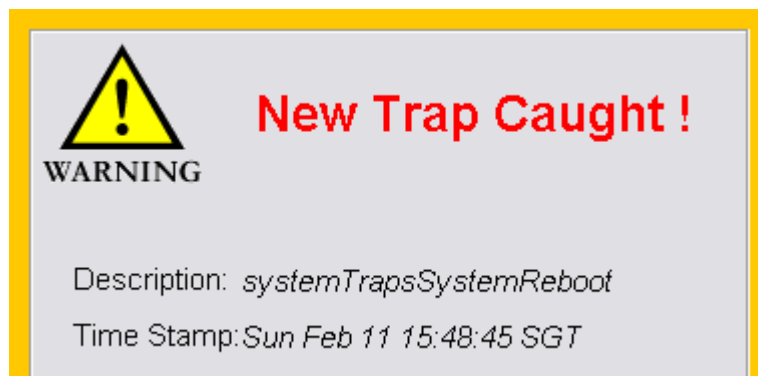 New Trap Caught !
WARNING
Description: systemTrapsSystemReboot
Time Stamp:Sun Feb 11 15:48:45 SGT